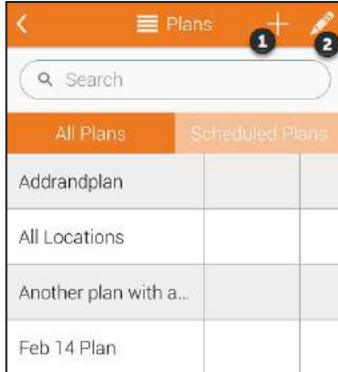 Plans
1
2
Search
All Plans Scheduled Plans
Addrandplan
All Locations
Another plan with a...
Feb 14 Plan